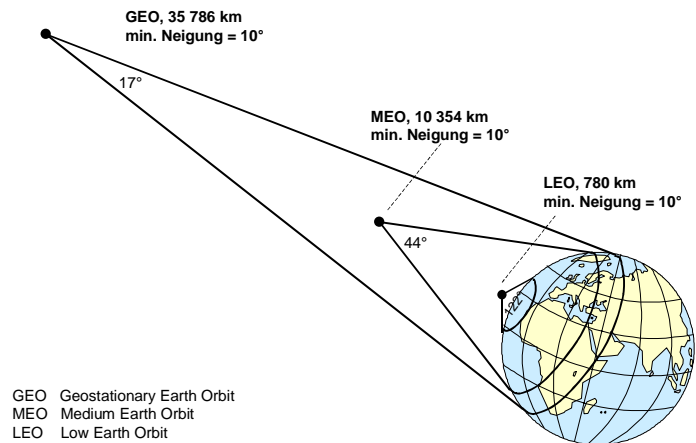 GEO, 35 786 km
min. Neigung = 10°
17°
MEO, 10 354 km
min. Neigung = 10°
44°
LEO, 780 km
min. Neigung = 10°
122°
GEO Geostationary Earth Orbit
MEO Medium Earth Orbit
LEO Low Earth Orbit